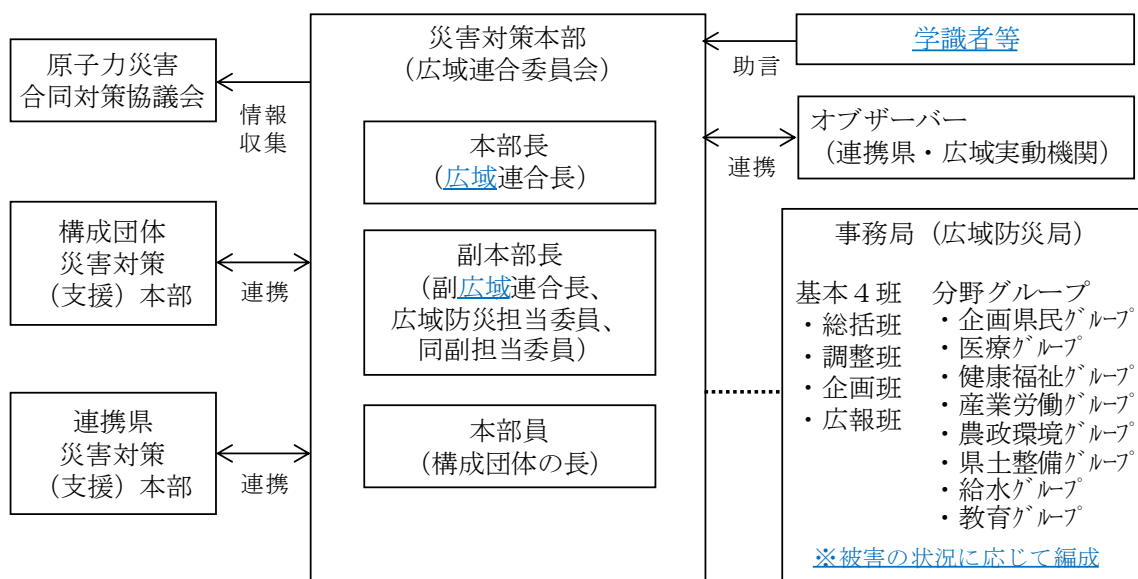 原子力災害
合同対策協議会
情報
収集
構成団体
災害対策
（支援）本部
連携
連携県
災害対策
（支援）本部
連携
災害対策本部
（広域連合委員会）
本部長
（広域連合長）
副本部長
（副広域連合長、
広域防災担当委員、
同副担当委員）
本部員
（構成団体の長）
学識者等
助言
オブザーバー
（連携県・広域実動機関）
連携
事務局（広域防災局）
基本４班
・総括班
・調整班
・企画班
・広報班
分野グループ
・企画県民ｸﾞﾙｰﾌﾟ
・医療ｸﾞﾙｰﾌﾟ
・健康福祉ｸﾞﾙｰﾌﾟ
・産業労働ｸﾞﾙｰﾌﾟ
・農政環境ｸﾞﾙｰﾌﾟ
・県土整備ｸﾞﾙｰﾌﾟ
・給水ｸﾞﾙｰﾌﾟ
・教育ｸﾞﾙｰﾌﾟ
※被害の状況に応じて編成